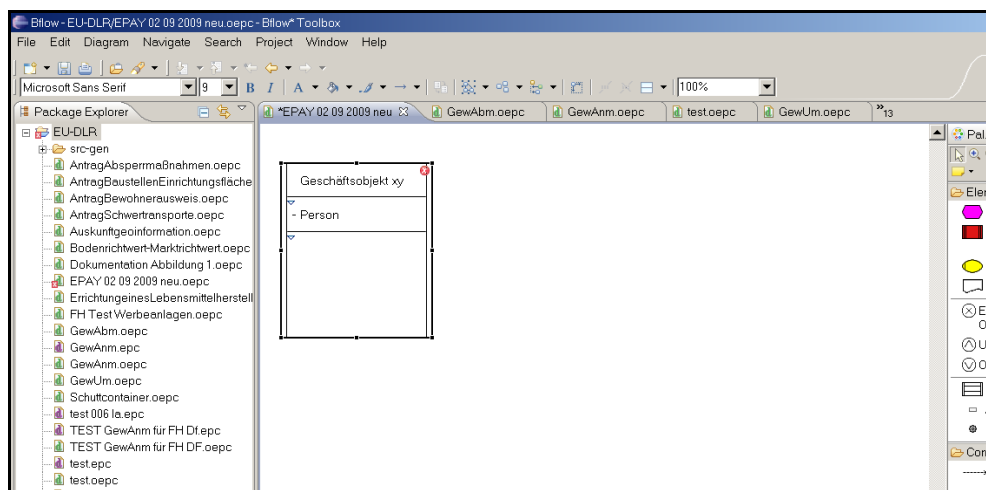 Bflow - EU-DLR/EPAY 02 09 2009 neu.oepc - Bflow* Toolbox
File Edit Diagram Navigate Search Project Window Help
Microsoft Sans Serif 9 B I A 100%
Package Explorer
*EPAY 02 09 2009 neu GewAbm.oepc GewAnm.oepc test.oepc GewUm.oepc »13
EU-DLR
src-gen
AntragAbsperrmaßnahmen.oepc
AntragBaustellenEinrichtungsfläche
AntragBewohnerausweis.oepc
AntragSchwertransporte.oepc
Auskunftgeoinformation.oepc
Bodenrichtwert-Marktrichtwert.oepc
Dokumentation Abbildung 1.oepc
EPAY 02 09 2009 neu.oepc
ErrichtungeinesLebensmittelherstell
FH Test Werbeanlagen.oepc
GewAbm.oepc
GewAnm.epc
GewAnm.oepc
GewUm.oepc
Schuttcontainer.oepc
test 006 la.epc
TEST GewAnm für FH Df.epc
TEST GewAnm für FH DF.oepc
test.epc
test.oepc
Geschäftsobjekt xy
- Person
Pal
Eler
E
O
U
O
Con